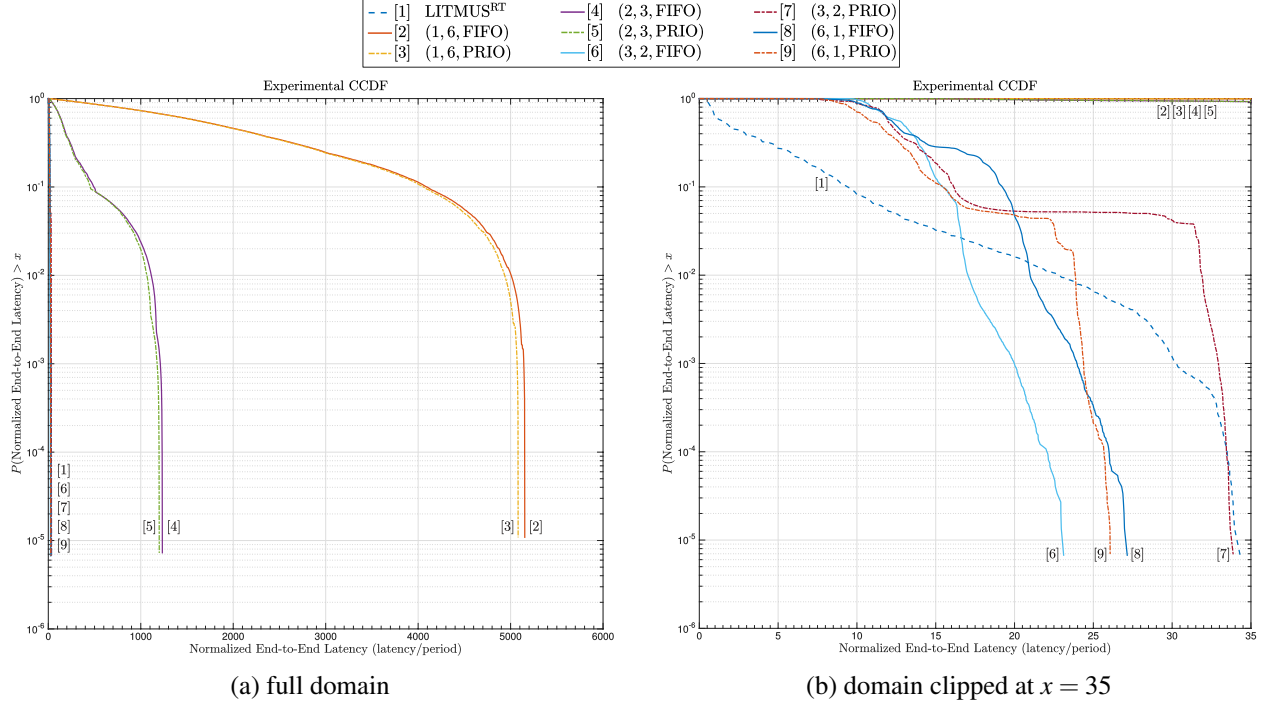 [1] LITMUS^RT [4] (2, 3, FIFO) [7] (3, 2, PRIO)
[2] (1, 6, FIFO) [5] (2, 3, PRIO) [8] (6, 1, FIFO)
[3] (1, 6, PRIO) [6] (3, 2, FIFO) [9] (6, 1, PRIO)
Experimental CCDF
P(Normalized End-to-End Latency) > x
10^0
10^-1
10^-2
10^-3
10^-4
10^-5
10^-6
[1]
[6]
[7]
[8]
[9]
[5] [4]
[3] [2]
0 1000 2000 3000 4000 5000 6000
Normalized End-to-End Latency (latency/period)
(a) full domain
Experimental CCDF
P(Normalized End-to-End Latency) > x
10^0
10^-1
10^-2
10^-3
10^-4
10^-5
10^-6
[2] [3] [4] [5]
[1]
[6] [9] [8] [7]
0 5 10 15 20 25 30 35
Normalized End-to-End Latency (latency/period)
(b) domain clipped at x = 35